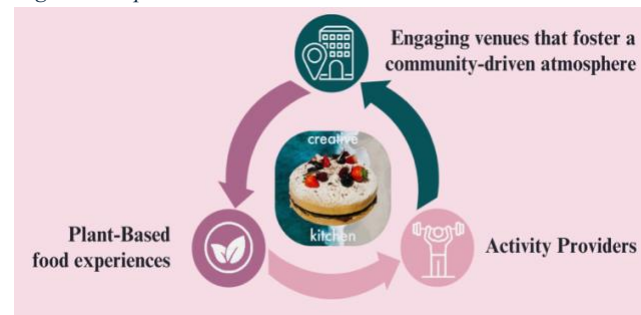 Engaging venues that foster a
community-driven atmosphere
creative
kitchen
Plant-Based
food experiences
Activity Providers